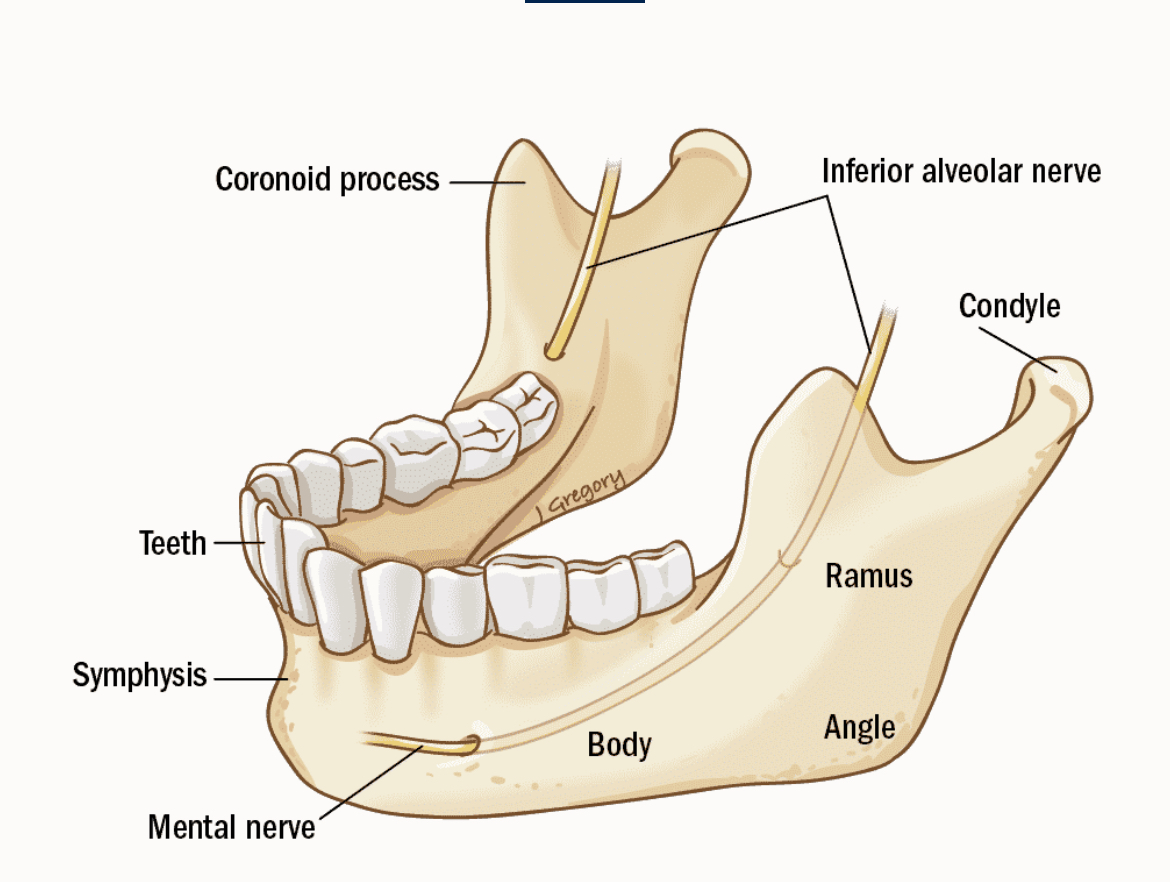 Coronoid process
Inferior alveolar nerve
Condyle
J Gregory
Teeth
Ramus
Symphysis
Angle
Body
Mental nerve